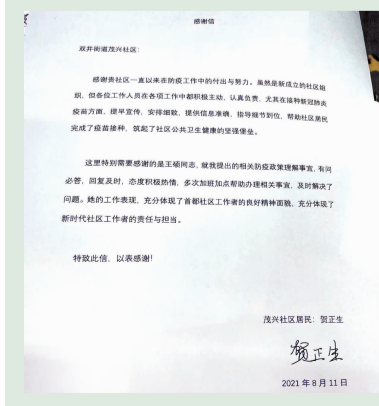 感谢信
双井街道茂兴社区：
感谢贵社区一直以来在防疫工作中的付出与努力。虽然是新成立的社区组
织，但各位工作人员在各项工作中都积极主动，认真负责，尤其在接种新冠肺炎
疫苗方面，提早宣传，安排细致，提供信息准确，指导细节到位，帮助社区居民
完成了疫苗接种，筑起了社区公共卫生健康的坚强堡垒。
这里特别需要感谢的是王硕同志，就我提出的相关防疫政策理解事宜，有问
必答，回复及时，态度积极热情，多次加班加点帮助办理相关事宜，及时解决了
问题。她的工作表现，充分体现了首都社区工作者的良好精神面貌，充分体现了
新时代社区工作者的责任与担当。
特致此信，以表感谢！
茂兴社区居民：贺正生
贺正生
2021年8月11日